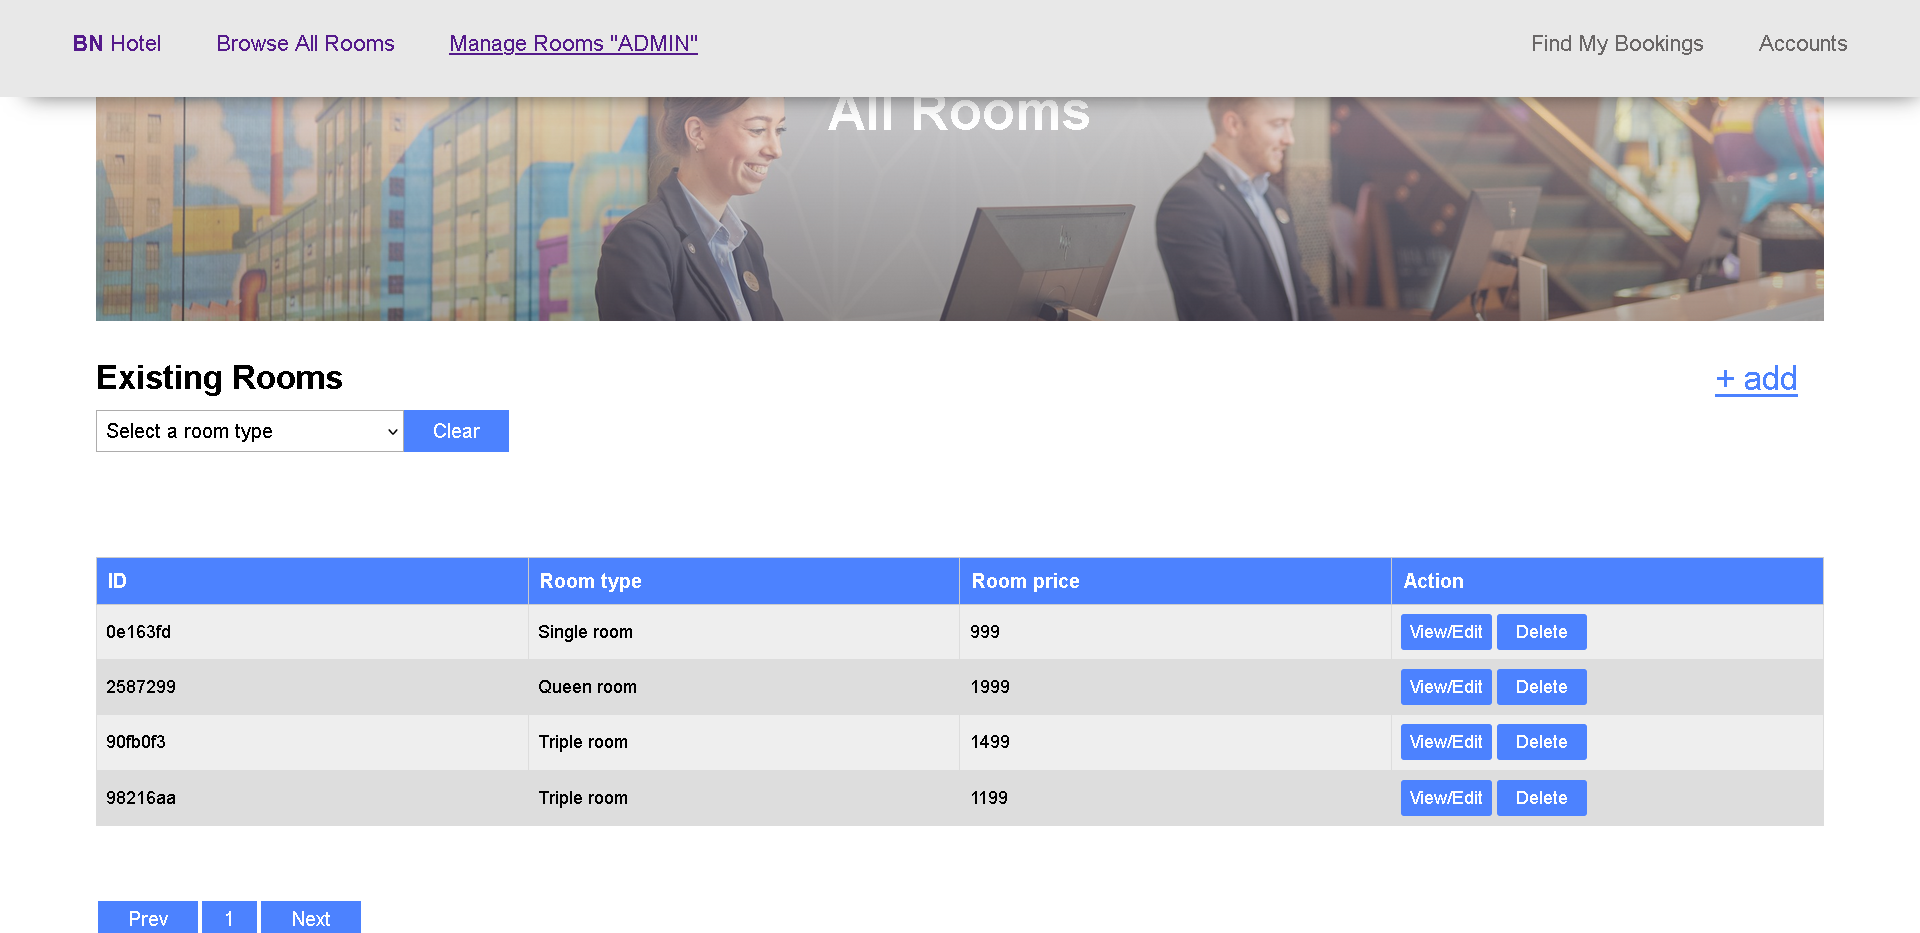 BN Hotel Browse All Rooms Manage Rooms "ADMIN" Find My Bookings Accounts
All Rooms
Existing Rooms + add
Select a room type Clear
ID Room type Room price Action
0e163fd Single room 999 View/Edit Delete
2587299 Queen room 1999 View/Edit Delete
90fb0f3 Triple room 1499 View/Edit Delete
98216aa Triple room 1199 View/Edit Delete
Prev 1 Next